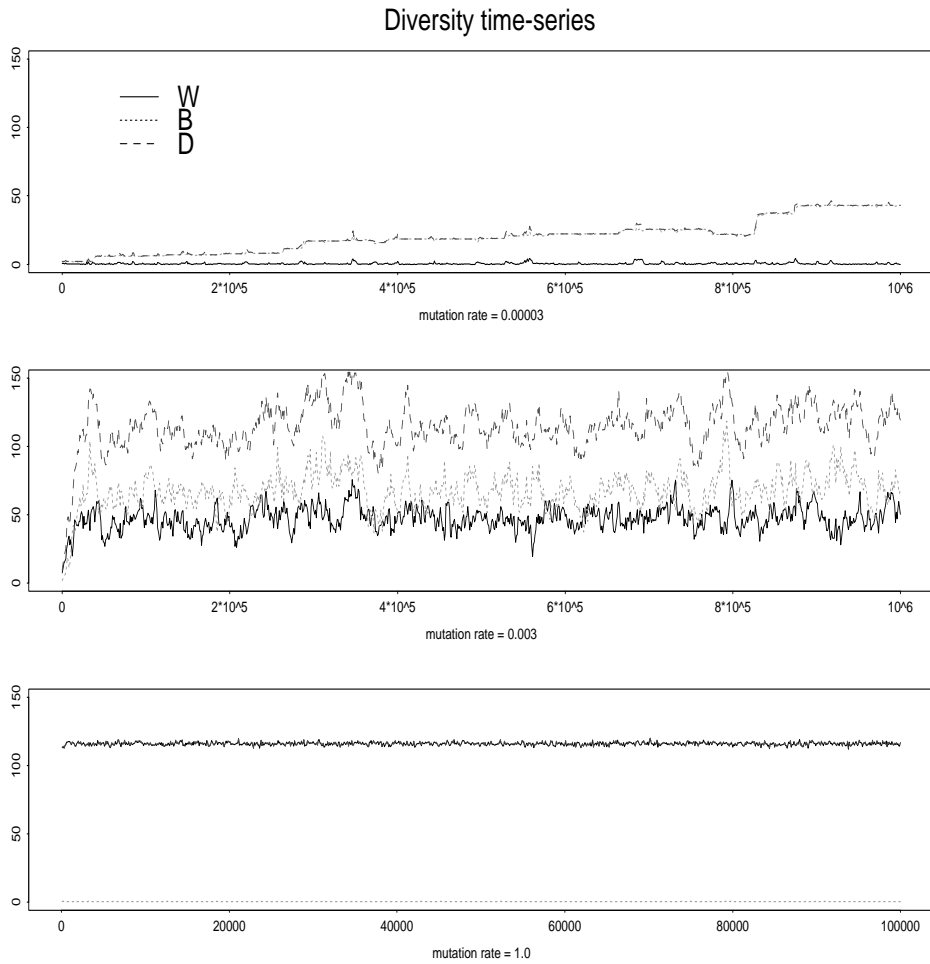 Diversity time-series
150
100
50
0
W
B
D
0 2*10^5 4*10^5 6*10^5 8*10^5 10^6
mutation rate = 0.00003
150
100
50
0
0 2*10^5 4*10^5 6*10^5 8*10^5 10^6
mutation rate = 0.003
150
100
50
0
0 20000 40000 60000 80000 100000
mutation rate = 1.0